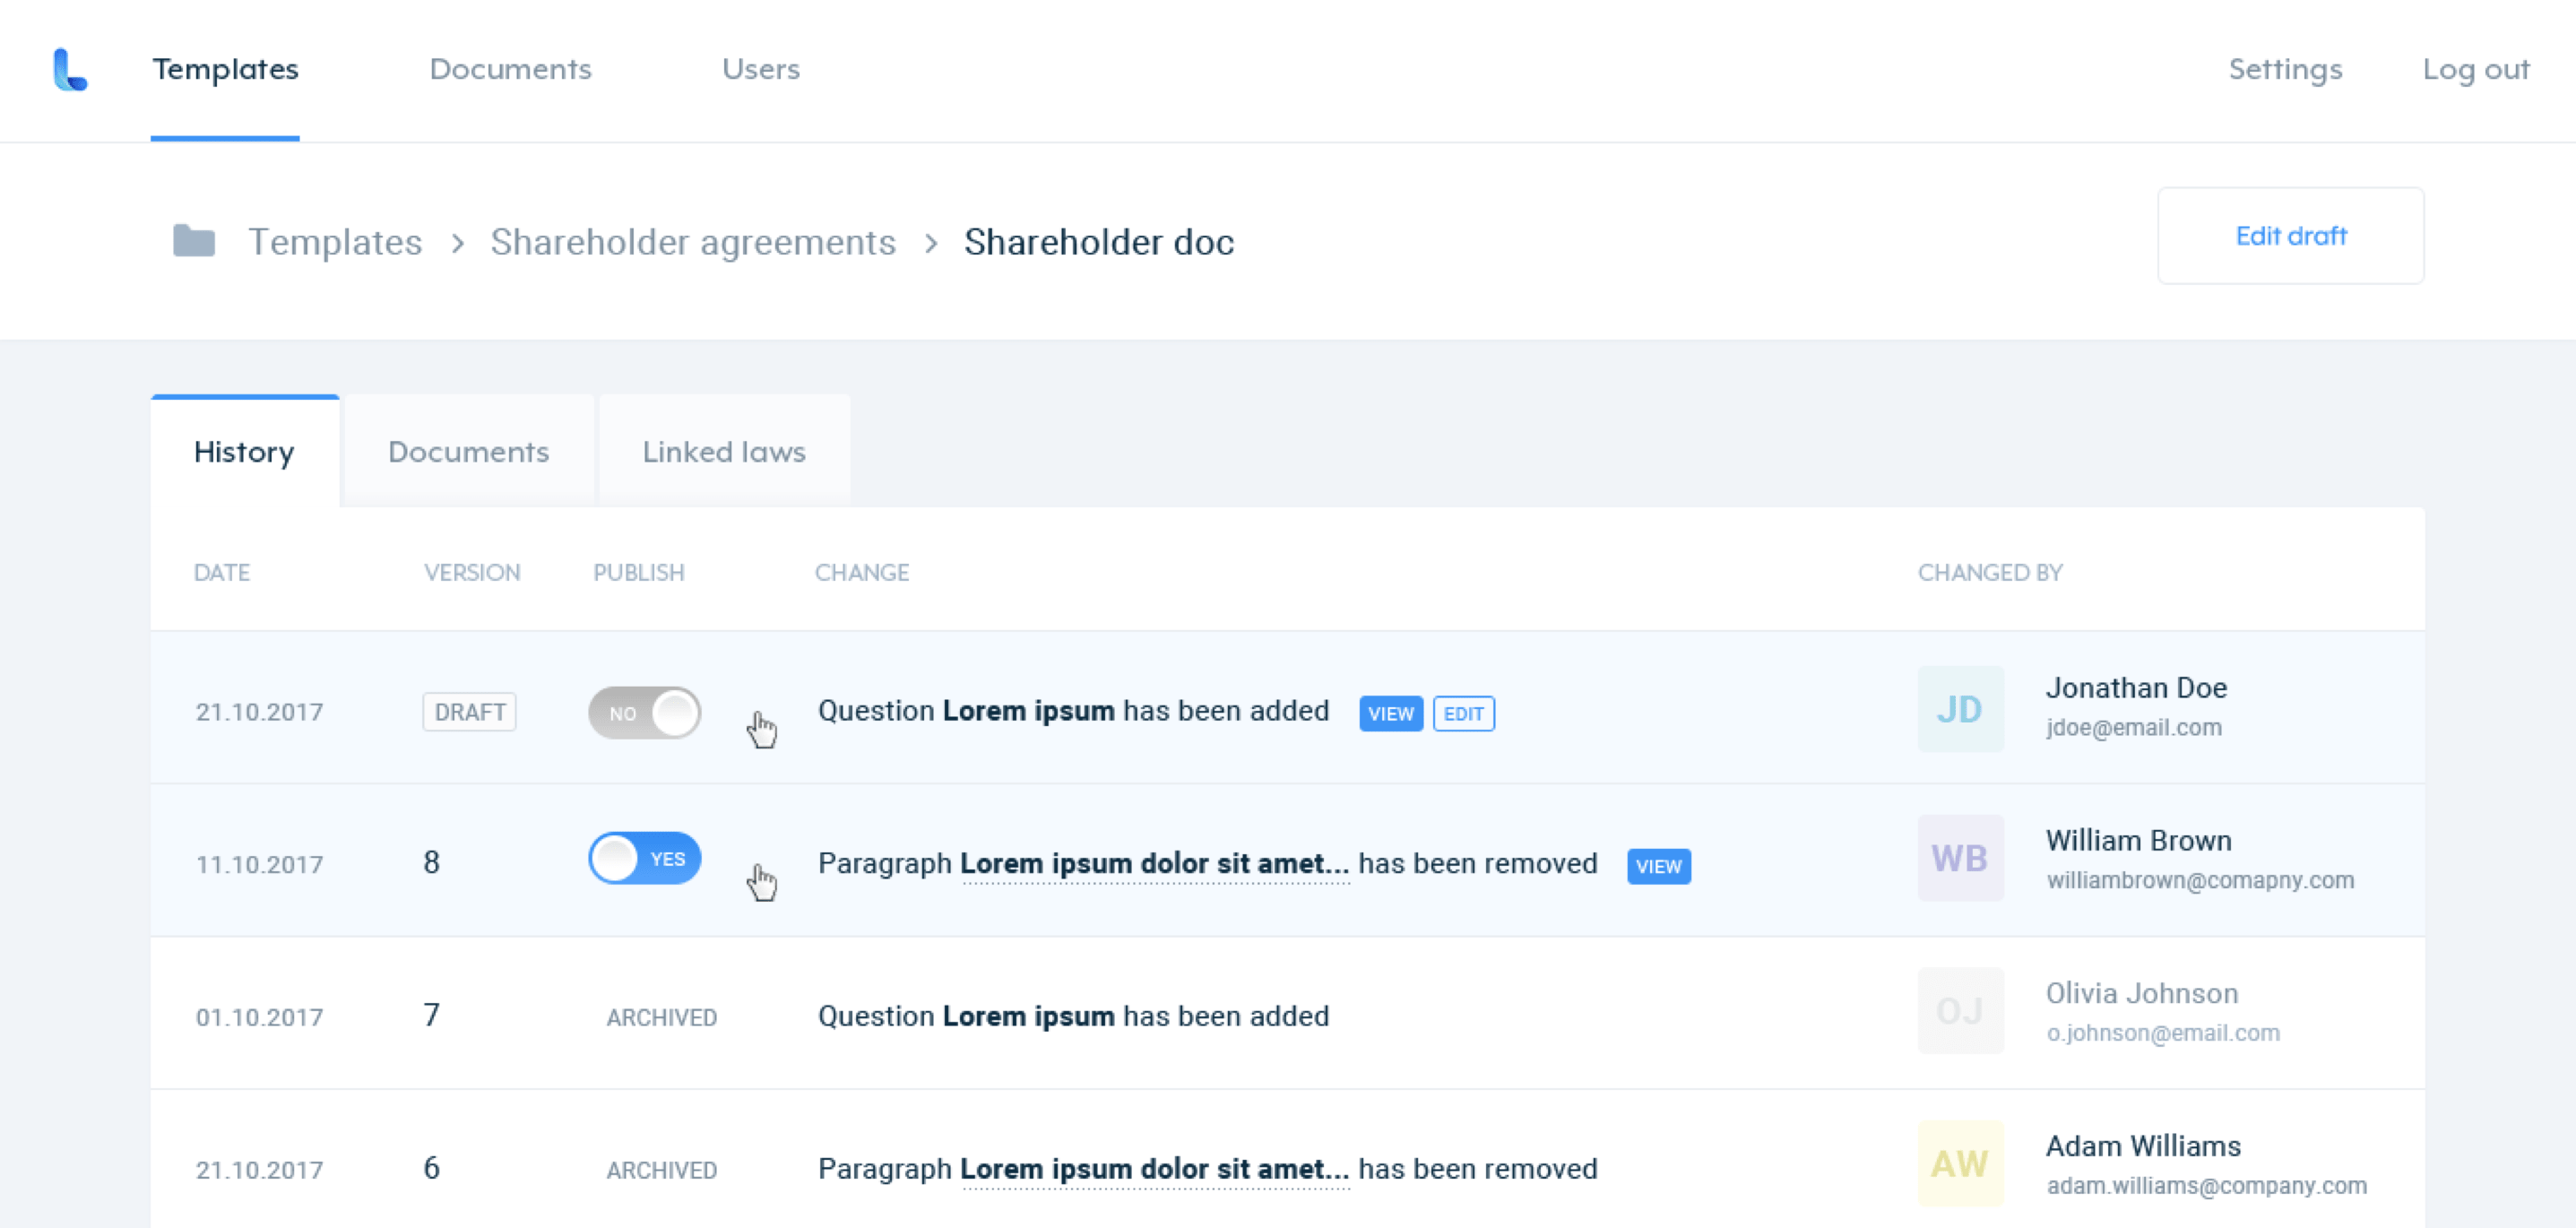 Templates Documents Users Settings Log out
Templates > Shareholder agreements > Shareholder doc Edit draft
History Documents Linked laws
DATE VERSION PUBLISH CHANGE CHANGED BY
21.10.2017 DRAFT NO Question Lorem ipsum has been added VIEW EDIT JD Jonathan Doe
jdoe@email.com
11.10.2017 8 YES Paragraph Lorem ipsum dolor sit amet... has been removed VIEW WB William Brown
williambrown@comapny.com
01.10.2017 7 ARCHIVED Question Lorem ipsum has been added OJ Olivia Johnson
o.johnson@email.com
21.10.2017 6 ARCHIVED Paragraph Lorem ipsum dolor sit amet... has been removed AW Adam Williams
adam.williams@company.com